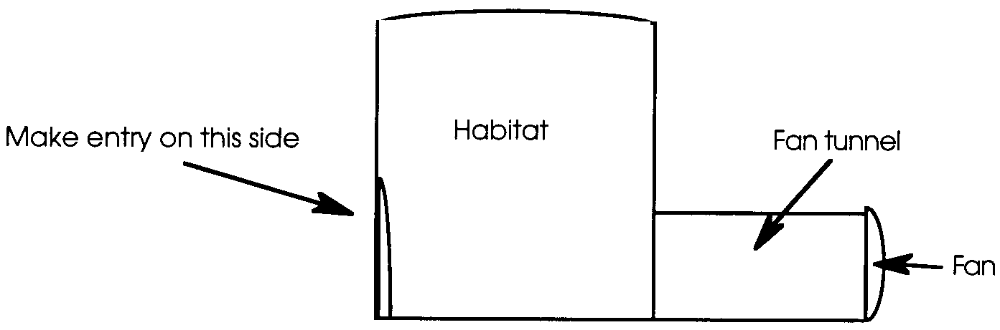 Make entry on this side
Habitat
Fan tunnel
Fan